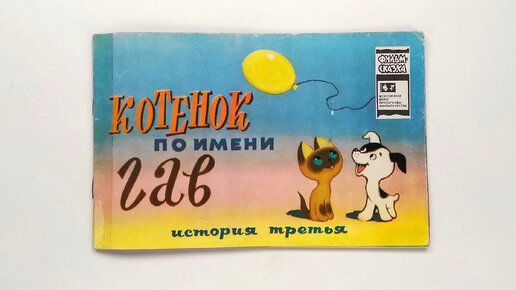 ФИЛЬМ-
СКАЗКА
КОТЕНОК
ПО ИМЕНИ
ГАВ
история третья